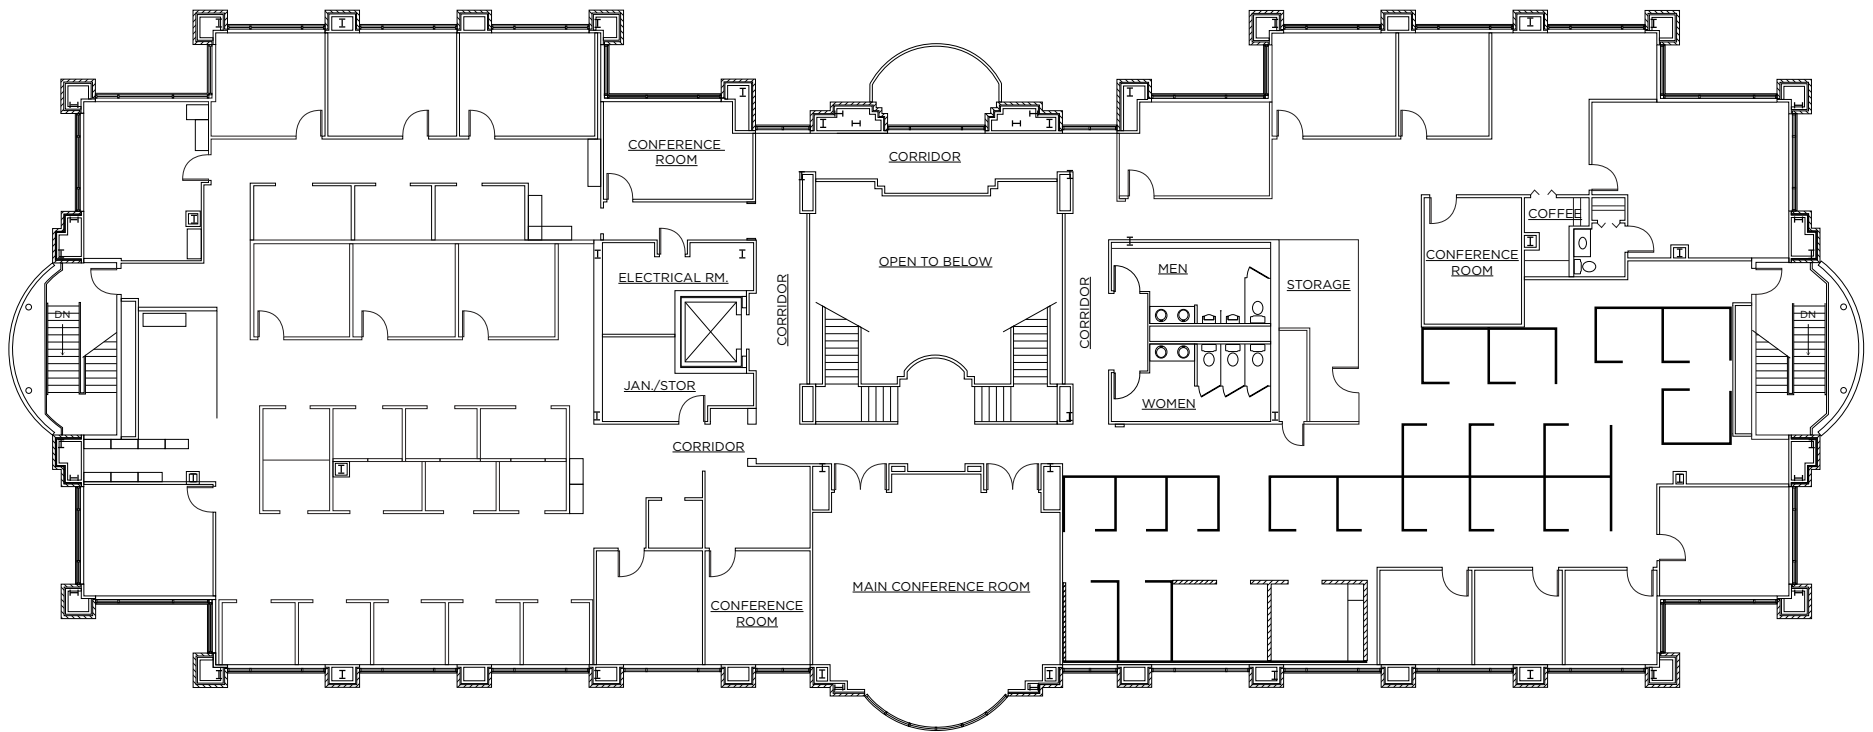 CONFERENCE
ROOM
CORRIDOR
COFFEE
CONFERENCE
ROOM
OPEN TO BELOW
MEN
ELECTRICAL RM.
STORAGE
CORRIDOR
CORRIDOR
DN
DN
JAN./STOR
WOMEN
CORRIDOR
MAIN CONFERENCE ROOM
CONFERENCE
ROOM